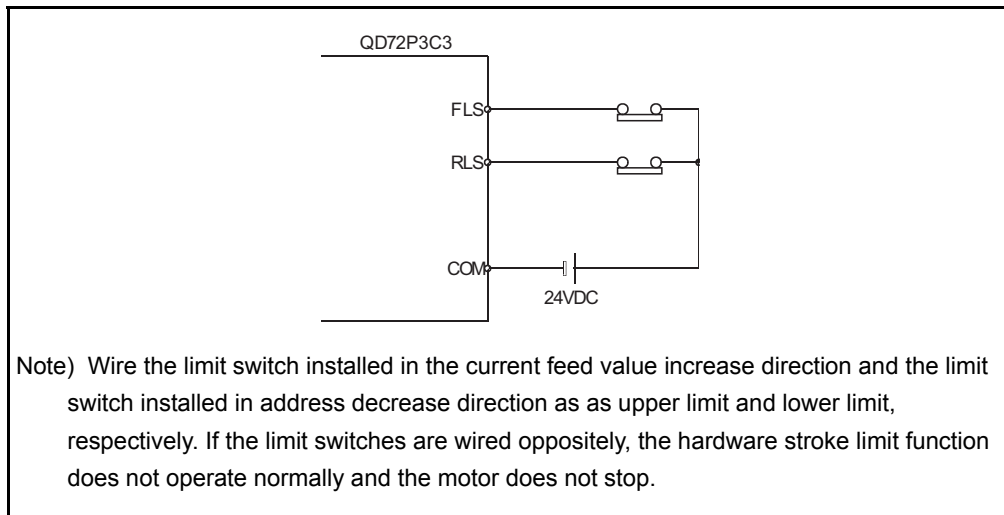 QD72P3C3
FLS
RLS
COM
24VDC
Note) Wire the limit switch installed in the current feed value increase direction and the limit
switch installed in address decrease direction as as upper limit and lower limit,
respectively. If the limit switches are wired oppositely, the hardware stroke limit function
does not operate normally and the motor does not stop.